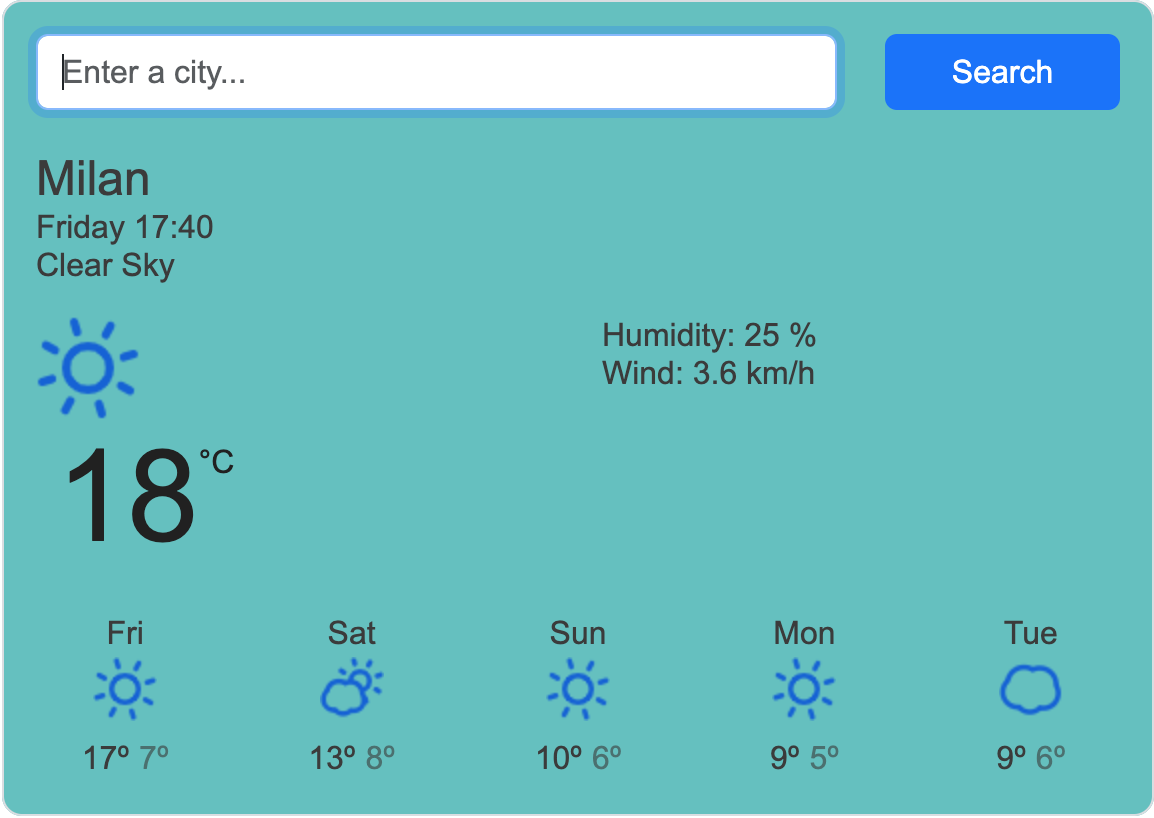 Enter a city...
Search
Milan
Friday 17:40
Clear Sky
Humidity: 25 %
Wind: 3.6 km/h
18 °C
Fri Sat Sun Mon Tue
17º 7º 13º 8º 10º 6º 9º 5º 9º 6º